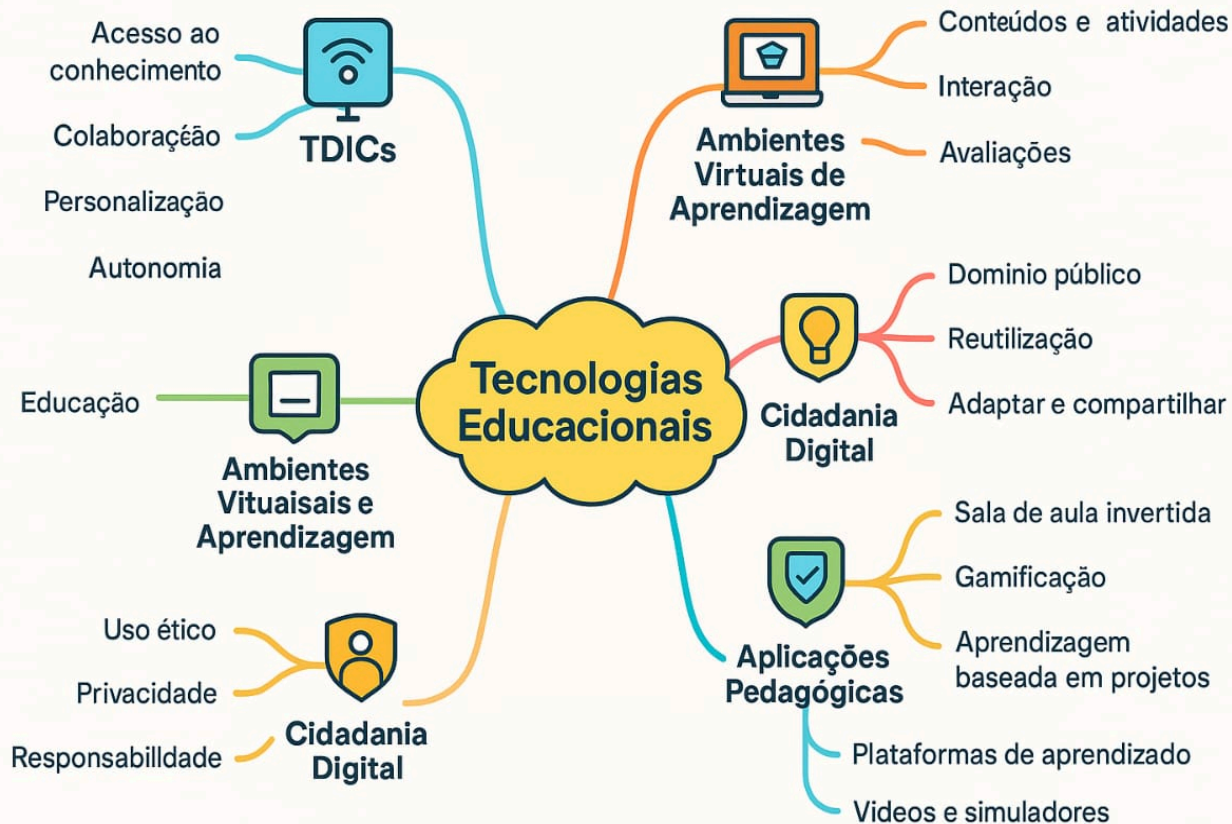 Acesso ao
conhecimento
Colaboraçéão
Personalização
Autonomia
TDICs
Ambientes
Virtuais de
Aprendizagem
Conteúdos e atividades
Interação
Avaliações
Tecnologias
Educacionais
Cidadania
Digital
Dominio público
Reutilização
Adaptar e compartilhar
Educação
Ambientes
Vituaisais e
Aprendizagem
Aplicações
Pedagógicas
Sala de aula invertida
Gamificação
Aprendizagem
baseada em projetos
Plataformas de aprendizado
Videos e simuladores
Uso ético
Privacidade
Responsabilldade
Cidadania
Digital